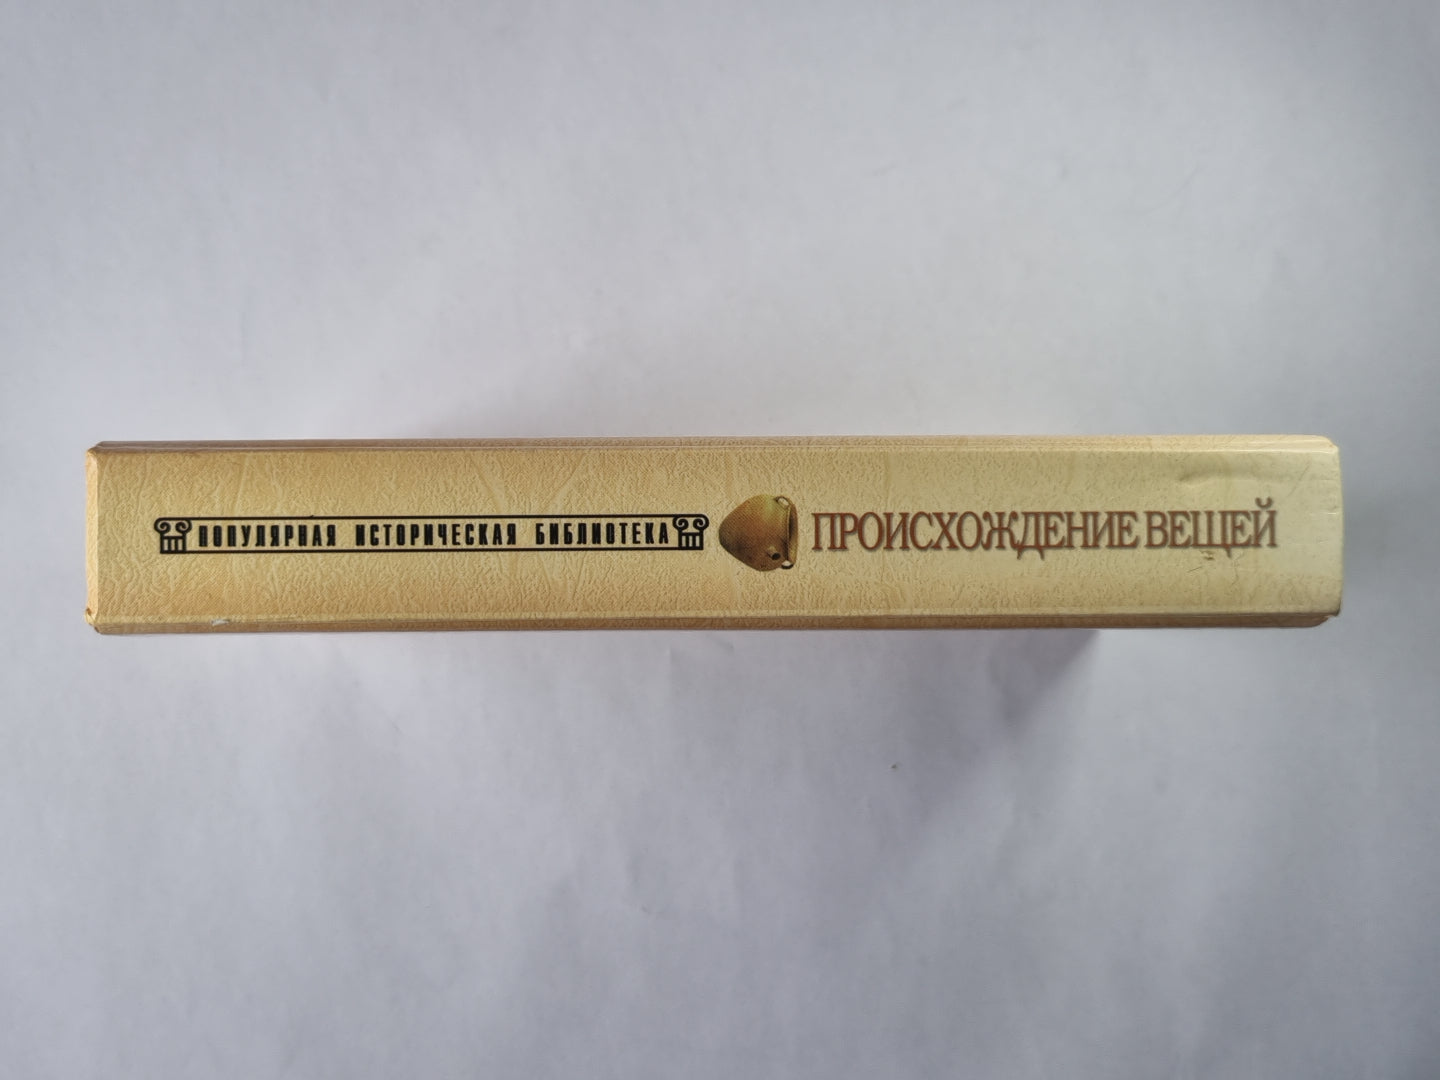 ПОПУЛЯРНАЯ ИСТОРИЧЕСКАЯ БИБЛИОТЕКА
ПРОИСХОЖДЕНИЕ ВЕЩЕЙ